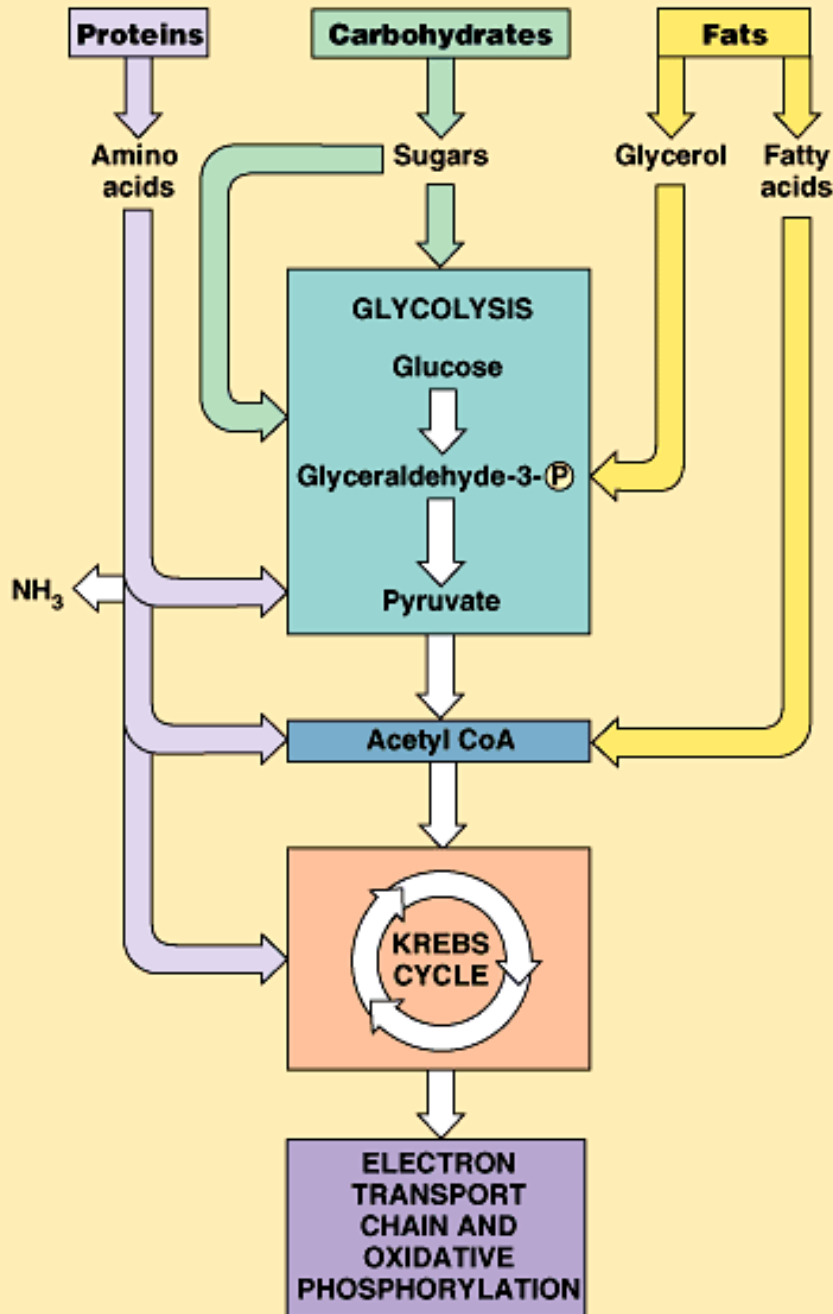 Proteins
Carbohydrates
Fats
Amino
acids
Sugars
Glycerol
Fatty
acids
GLYCOLYSIS
Glucose
Glyceraldehyde-3-P
NH3
Pyruvate
Acetyl CoA
KREBS
CYCLE
ELECTRON
TRANSPORT
CHAIN AND
OXIDATIVE
PHOSPHORYLATION